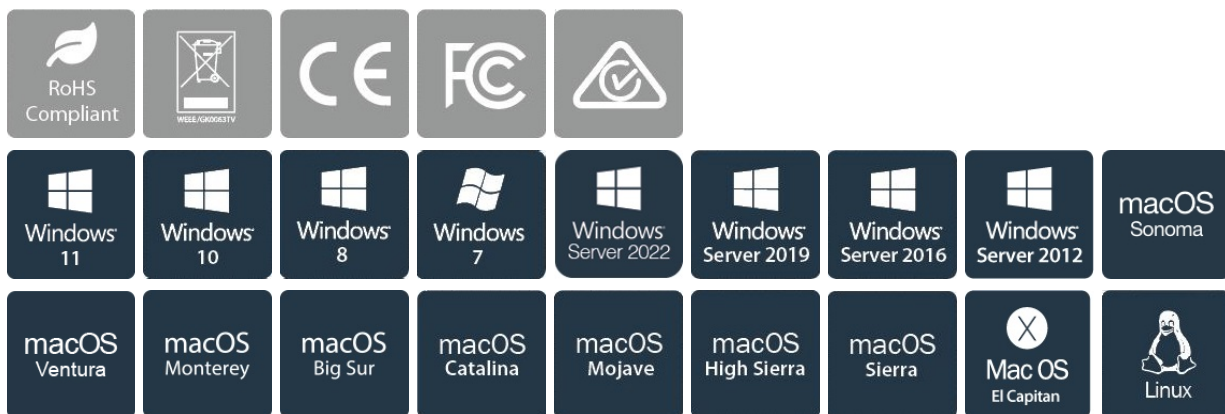 RoHS
Compliant
WEEE/GK0063TV
CE
FC
Windows
11
Windows
10
Windows
8
Windows
7
Windows
Server 2022
Windows
Server 2019
Windows
Server 2016
Windows
Server 2012
macOS
Sonoma
macOS
Ventura
macOS
Monterey
macOS
Big Sur
macOS
Catalina
macOS
Mojave
macOS
High Sierra
macOS
Sierra
X
Mac OS
El Capitan
Linux